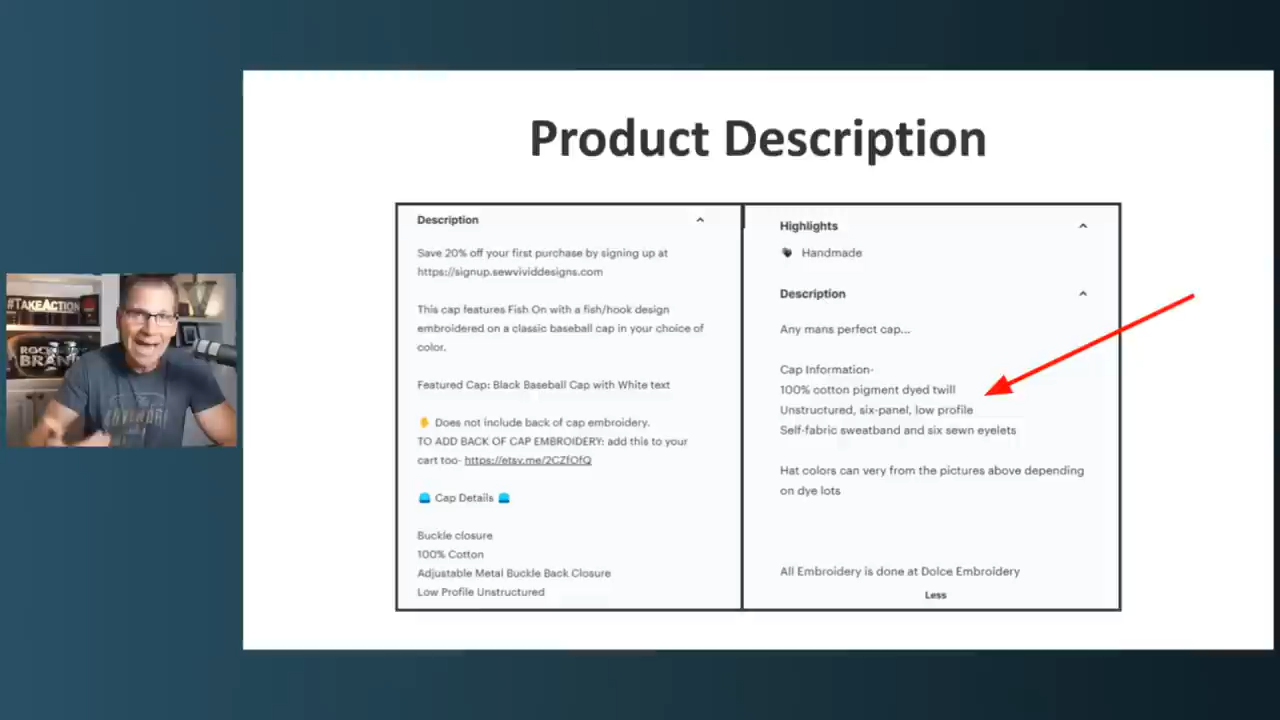 Product Description
#TAKEACTION
ROCK
BRAN
V
Description
Save 20% off your first purchase by signing up at
https://signup.sewvividdesigns.com
This cap features Fish On with a fish/hook design
embroidered on a classic baseball cap in your choice of
color.
Featured Cap: Black Baseball Cap with White text
Does not include back of cap embroidery.
TO ADD BACK OF CAP EMBROIDERY: add this to your
cart too- https://etsy.me/2CZfOfQ
Cap Details
Buckle closure
100% Cotton
Adjustable Metal Buckle Back Closure
Low Profile Unstructured
Highlights
Handmade
Description
Any mans perfect cap...
Cap Information-
100% cotton pigment dyed twill
Unstructured, six-panel, low profile
Self-fabric sweatband and six sewn eyelets
Hat colors can very from the pictures above depending
on dye lots
All Embroidery is done at Dolce Embroidery
Less